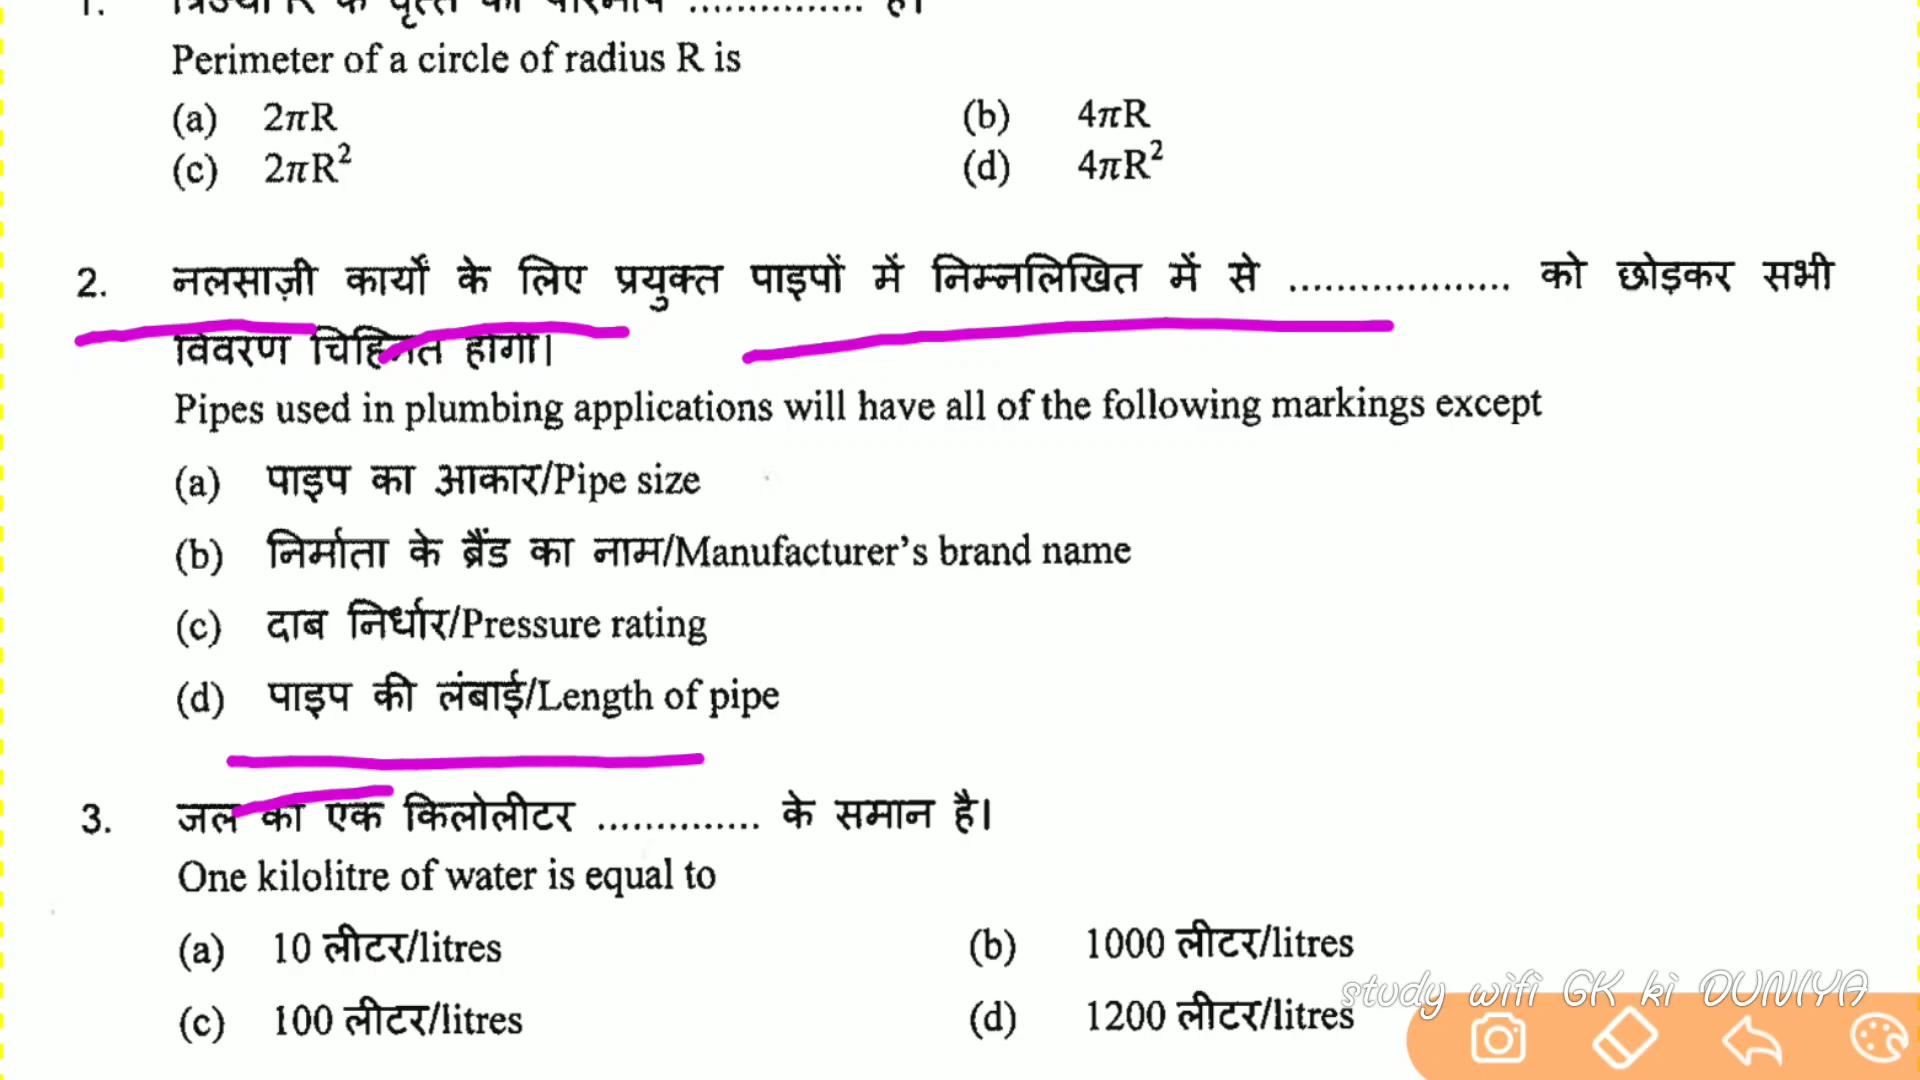 1. त्रिज्या R के वृत्त का परिमाप ............... है।
Perimeter of a circle of radius R is
(a) 2πR (b) 4πR
(c) 2πR² (d) 4πR²
2. नलसाज़ी कार्यों के लिए प्रयुक्त पाइपों में निम्नलिखित में से ................... को छोड़कर सभी
विवरण चिह्नित होंगी।
Pipes used in plumbing applications will have all of the following markings except
(a) पाइप का आकार/Pipe size
(b) निर्माता के ब्रैंड का नाम/Manufacturer's brand name
(c) दाब निर्धार/Pressure rating
(d) पाइप की लंबाई/Length of pipe
3. जल का एक किलोलीटर .............. के समान है।
One kilolitre of water is equal to
(a) 10 लीटर/litres (b) 1000 लीटर/litres
(c) 100 लीटर/litres (d) 1200 लीटर/litres
study wifi GK ki DUNIYA